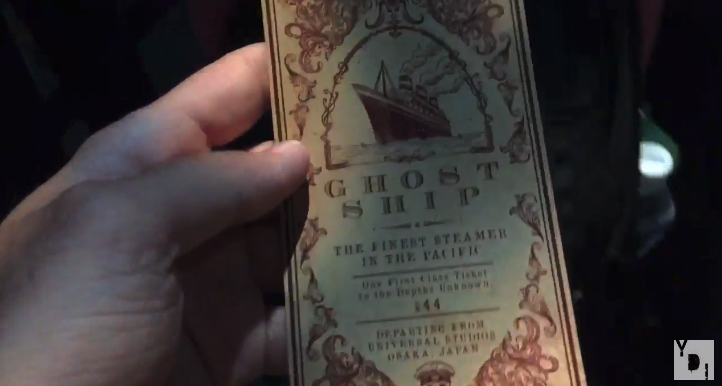 GHOST
SHIP
THE FINEST STEAMER
IN THE PACIFIC
One First Class Ticket
to the Depths Unknown.
144
DEPARTING FROM
UNIVERSAL STUDIOS
OSAKA, JAPAN
Y
D